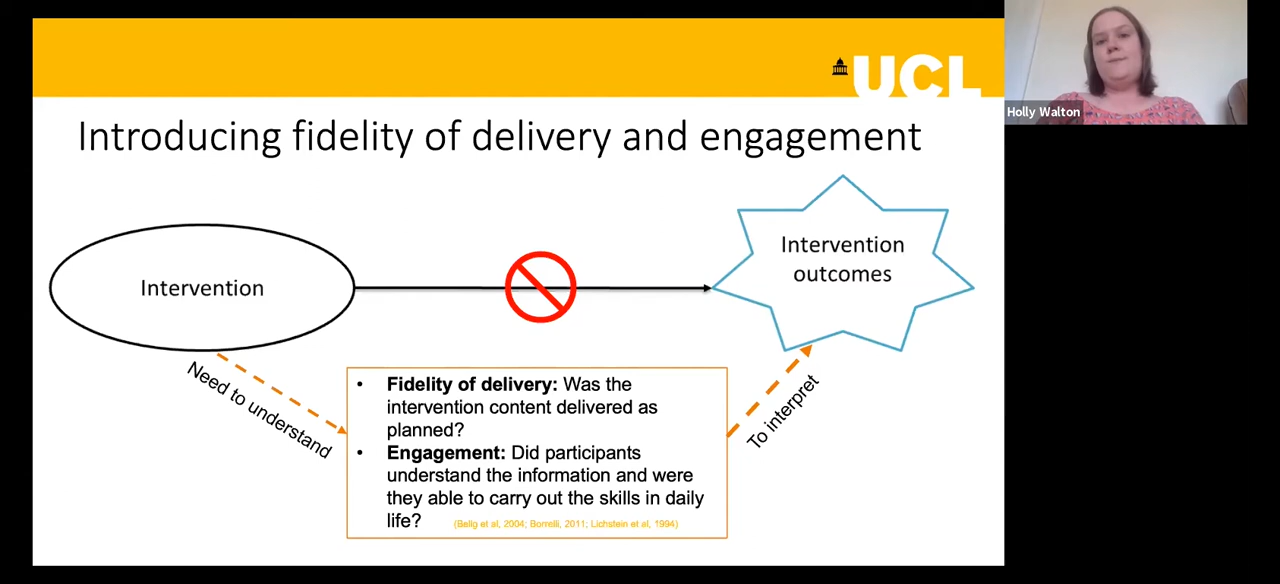 UCL
Holly Walton
Introducing fidelity of delivery and engagement
Intervention
Intervention
outcomes
Need to understand
• Fidelity of delivery: Was the
intervention content delivered as
planned?
• Engagement: Did participants
understand the information and were
they able to carry out the skills in daily
life? (Bellg et al, 2004; Borrelli, 2011; Lichstein et al, 1994)
To interpret